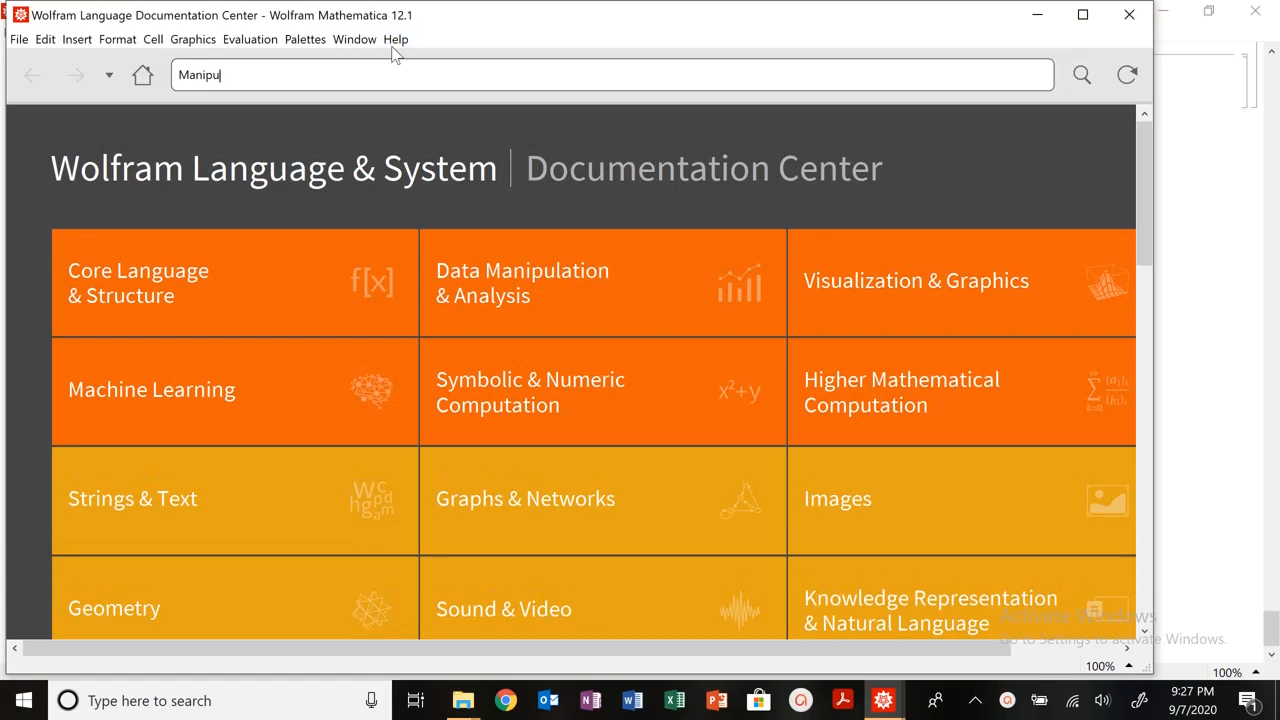 Wolfram Language Documentation Center - Wolfram Mathematica 12.1
File Edit Insert Format Cell Graphics Evaluation Palettes Window Help
Manipu
Wolfram Language & System | Documentation Center
Core Language
& Structure
f[x]
Data Manipulation
& Analysis
Visualization & Graphics
Machine Learning
Symbolic & Numeric
Computation
x²+y
Higher Mathematical
Computation
Strings & Text
Graphs & Networks
Images
Geometry
Sound & Video
Knowledge Representation
& Natural Language
Activate Windows
Go to Settings to activate Windows.
100%
100%
Type here to search
9:27 PM
9/7/2020
1